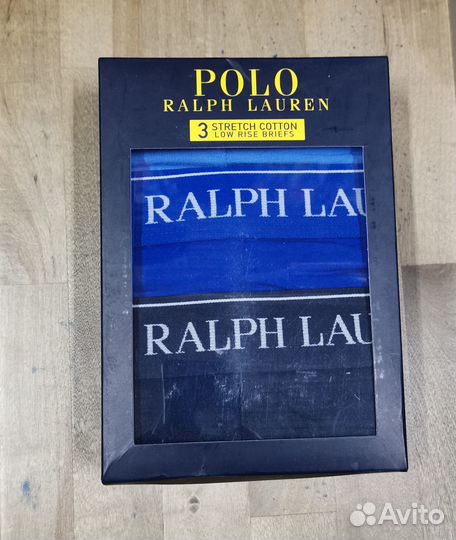 POLO
RALPH LAUREN
3 STRETCH COTTON
LOW RISE BRIEFS
RALPH LAU
RALPH LAU
Avito